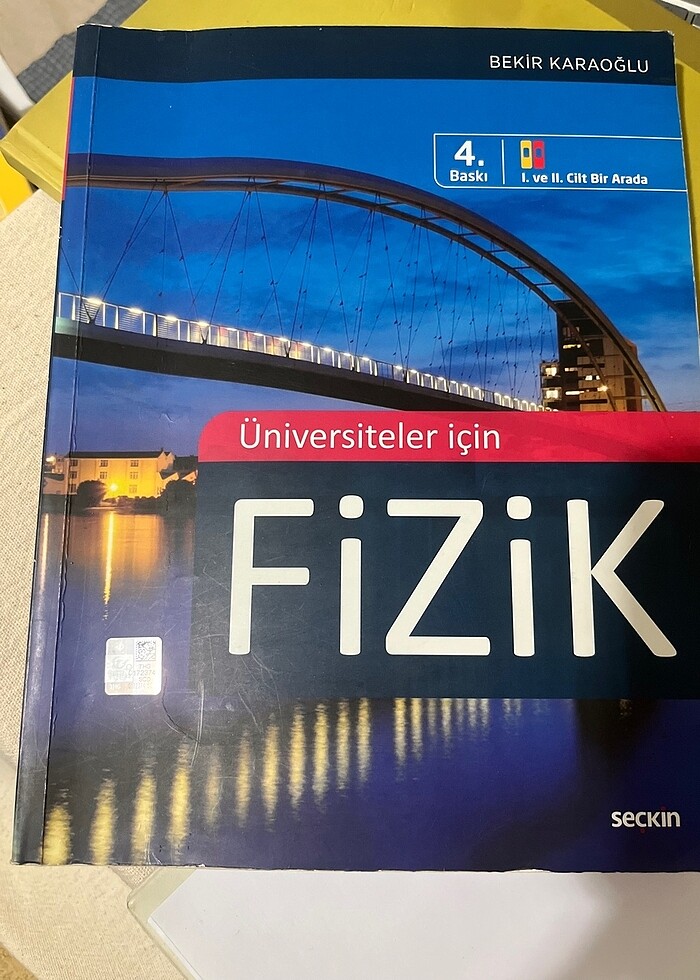 BEKİR KARAOĞLU
4.
Baskı
I. ve II. Cilt Bir Arada
Üniversiteler için
FiZiK
seçkin